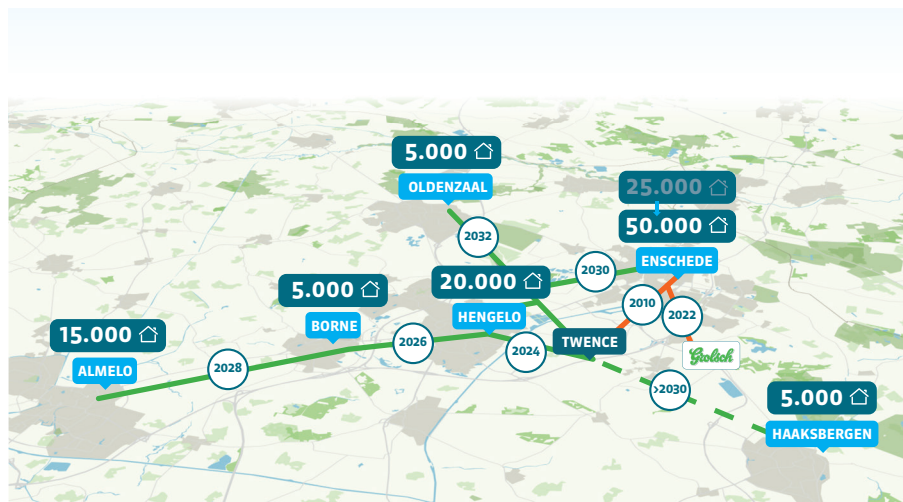 5.000
OLDENZAAL
25.000
50.000
ENSCHEDE
2032
2030
20.000
HENGELO
5.000
BORNE
2010
2022
15.000
ALMELO
2028
2026
2024
TWENCE
Grolsch
>2030
5.000
HAAKSBERGEN